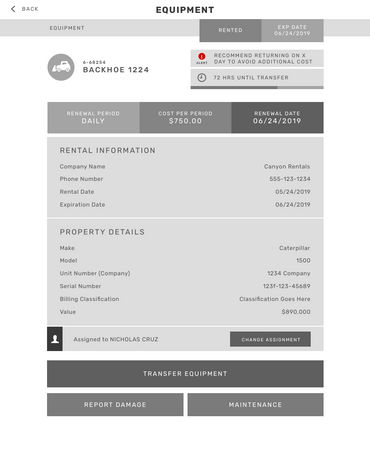 BACK
EQUIPMENT
EQUIPMENT
RENTED
EXP DATE
06/24/2019
6-68254
BACKHOE 1224
ALERT
RECOMMEND RETURNING ON X
DAY TO AVOID ADDITIONAL COST
72 HRS UNTIL TRANSFER
RENEWAL PERIOD
DAILY
COST PER PERIOD
$750.00
RENEWAL DATE
06/24/2019
RENTAL INFORMATION
Company Name Canyon Rentals
Phone Number 555-123-1234
Rental Date 05/24/2019
Expiration Date 06/24/2019
PROPERTY DETAILS
Make Caterpillar
Model 1500
Unit Number (Company) 1234 Company
Serial Number 123f-123-45689
Billing Classification Classification Goes Here
Value $890,000
Assigned to NICHOLAS CRUZ
CHANGE ASSIGNMENT
TRANSFER EQUIPMENT
REPORT DAMAGE
MAINTENANCE